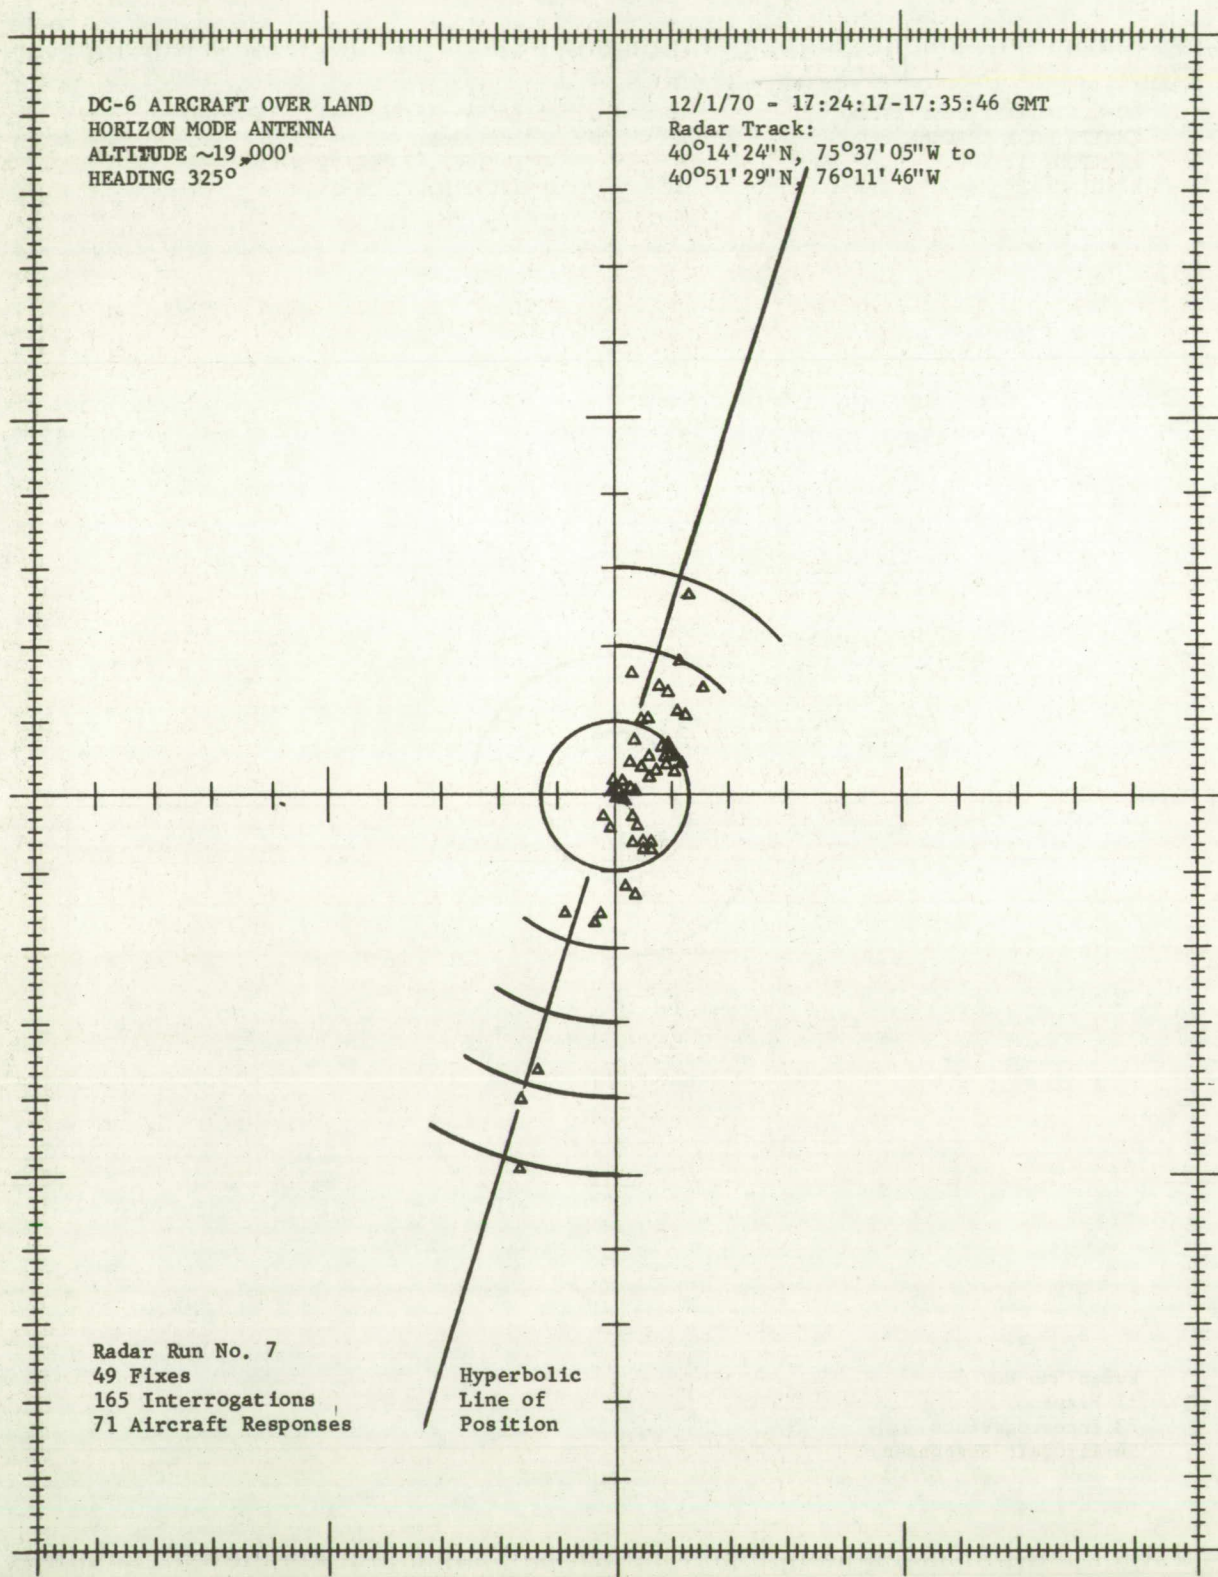 DC-6 AIRCRAFT OVER LAND
HORIZON MODE ANTENNA
ALTITUDE ~19,000'
HEADING 325°
12/1/70 - 17:24:17-17:35:46 GMT
Radar Track:
40°14'24"N, 75°37'05"W to
40°51'29"N, 76°11'46"W
Radar Run No. 7
49 Fixes
165 Interrogations
71 Aircraft Responses
Hyperbolic
Line of
Position